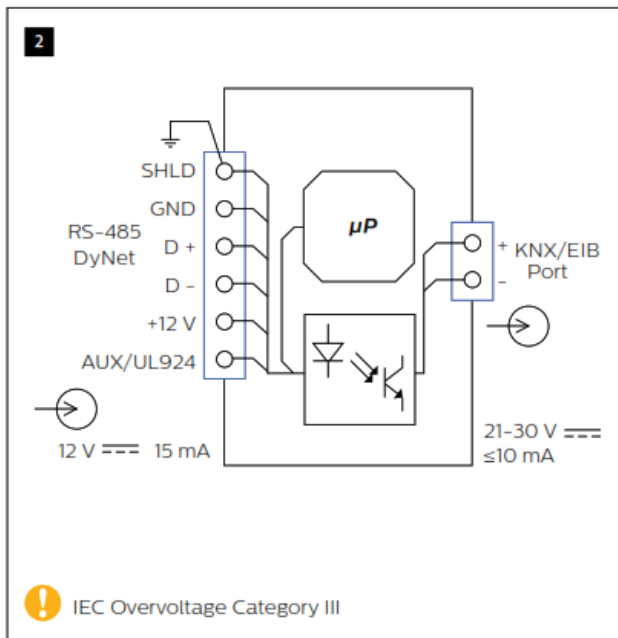 2
SHLD
GND
RS-485
DyNet
D +
D -
+12 V
AUX/UL924
12 V 15 mA
µP
+ KNX/EIB
Port
-
21-30 V
≤10 mA
! IEC Overvoltage Category III